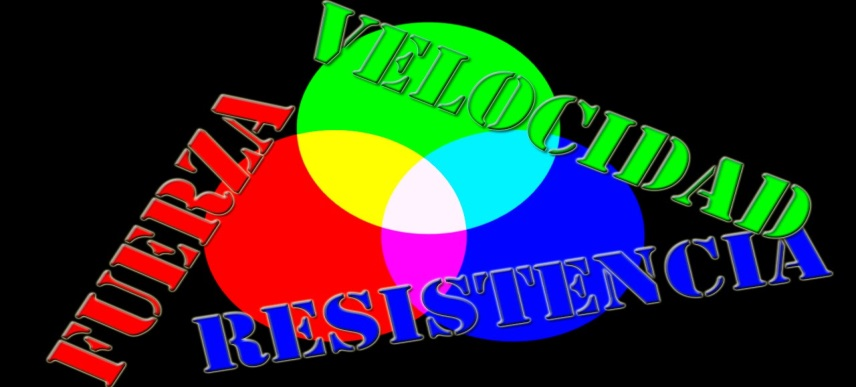 VELOCIDAD
FUERZA
RESISTENCIA